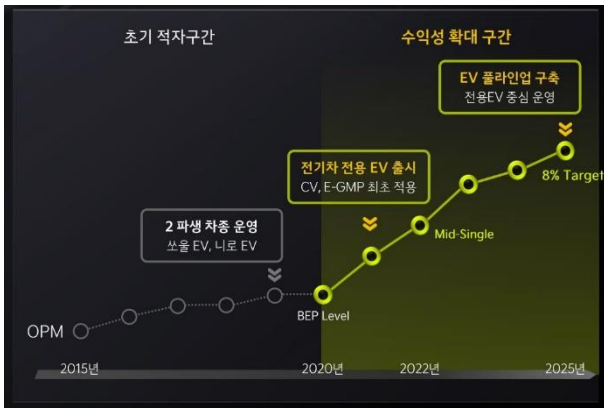 초기 적자구간
수익성 확대 구간
EV 풀라인업 구축
전용EV 중심 운영
전기차 전용 EV 출시
CV, E-GMP 최초 적용
8% Target
2 파생 차종 운영
쏘울 EV, 니로 EV
Mid-Single
BEP Level
OPM
2015년
2020년
2022년
2025년